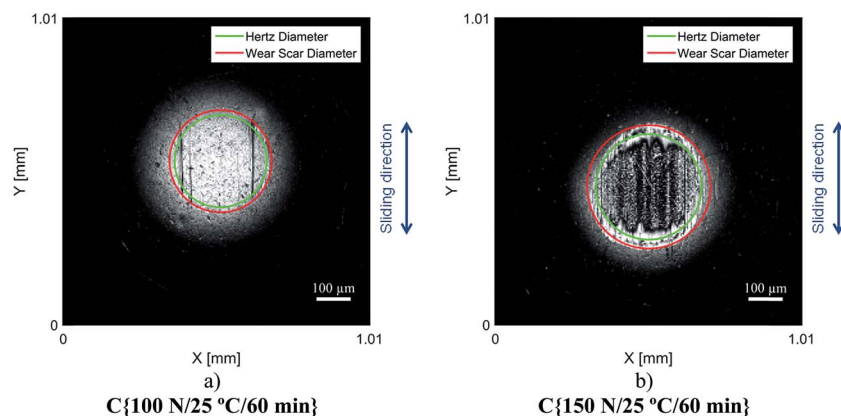 1.01
Hertz Diameter
Wear Scar Diameter
Y [mm]
Sliding direction
100 µm
0
0
1.01
X [mm]
a)
C{100 N/25 ºC/60 min}
1.01
Hertz Diameter
Wear Scar Diameter
Y [mm]
Sliding direction
100 µm
0
0
1.01
X [mm]
b)
C{150 N/25 ºC/60 min}